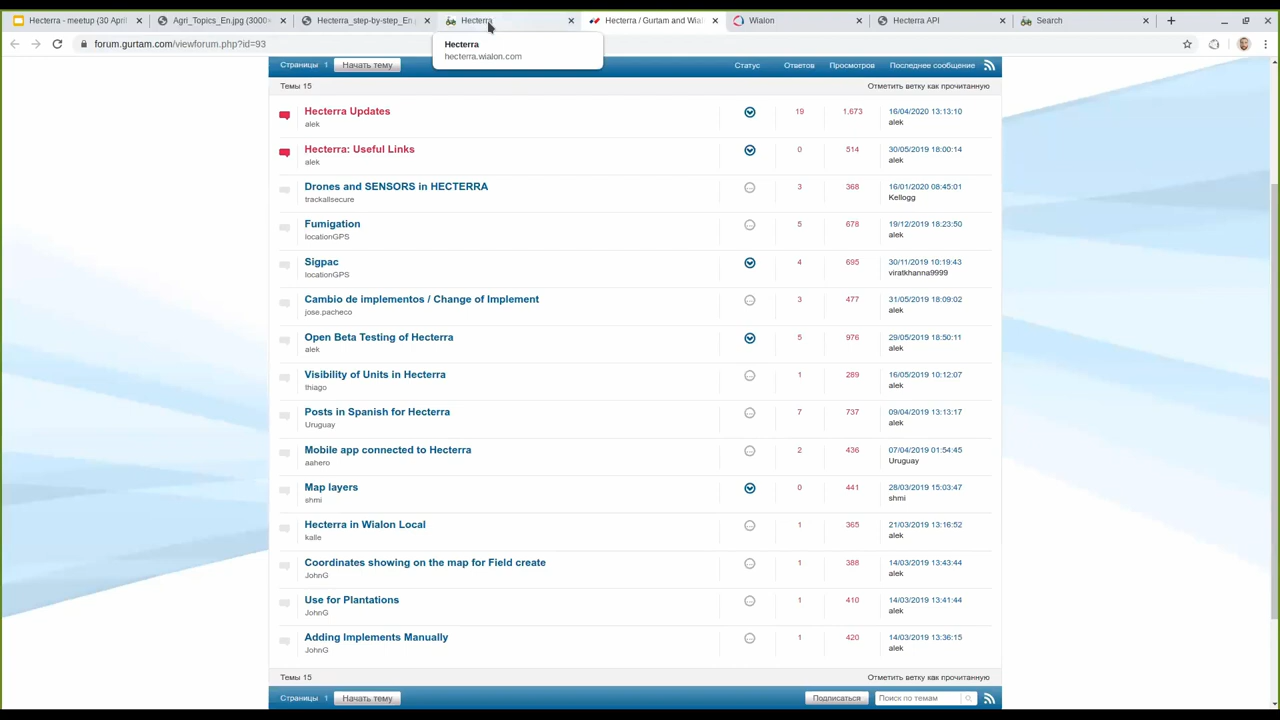 Hecterra - meetup (30 April
Agri_Topics_En.jpg (3000×
Hecterra_step-by-step_En
Hecterra
Hecterra / Gurtam and Wial
Wialon
Hecterra API
Search
forum.gurtam.com/viewforum.php?id=93
Hecterra
hecterra.wialon.com
Страницы 1 Начать тему Статус Ответов Просмотров Последнее сообщение
Темы 15 Отметить ветку как прочитанную
Hecterra Updates 19 1,673 16/04/2020 13:13:10
alek alek
Hecterra: Useful Links 0 514 30/05/2019 18:00:14
alek alek
Drones and SENSORS in HECTERRA 3 368 16/01/2020 08:45:01
trackallsecure Kellogg
Fumigation 5 678 19/12/2019 18:23:50
locationGPS alek
Sigpac 4 695 30/11/2019 10:19:43
locationGPS viratkhanna9999
Cambio de implementos / Change of Implement 3 477 31/05/2019 18:09:02
jose.pacheco alek
Open Beta Testing of Hecterra 5 976 29/05/2019 18:50:11
alek alek
Visibility of Units in Hecterra 1 289 16/05/2019 10:12:07
thiago alek
Posts in Spanish for Hecterra 7 737 09/04/2019 13:13:17
Uruguay alek
Mobile app connected to Hecterra 2 436 07/04/2019 01:54:45
aahero Uruguay
Map layers 0 441 28/03/2019 15:03:47
shmi shmi
Hecterra in Wialon Local 1 365 21/03/2019 13:16:52
kalle alek
Coordinates showing on the map for Field create 1 388 14/03/2019 13:43:44
JohnG alek
Use for Plantations 1 410 14/03/2019 13:41:44
JohnG alek
Adding Implements Manually 1 420 14/03/2019 13:36:15
JohnG alek
Темы 15 Отметить ветку как прочитанную
Страницы 1 Начать тему Подписаться Поиск по темам